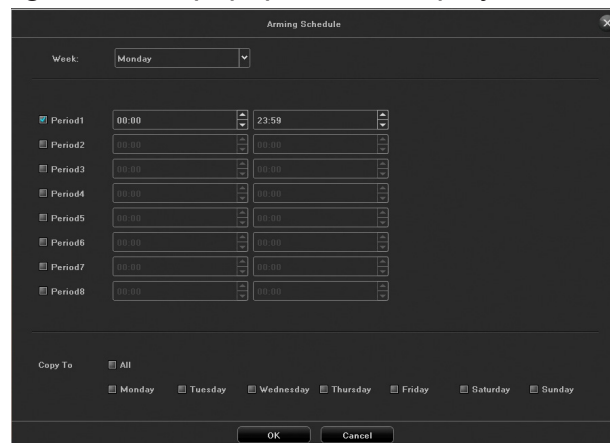 Arming Schedule
Week: Monday
Period1 00:00 23:59
Period2 00:00 00:00
Period3 00:00 00:00
Period4 00:00 00:00
Period5 00:00 00:00
Period6 00:00 00:00
Period7 00:00 00:00
Period8 00:00 00:00
Copy To All
Monday Tuesday Wednesday Thursday Friday Saturday Sunday
OK Cancel